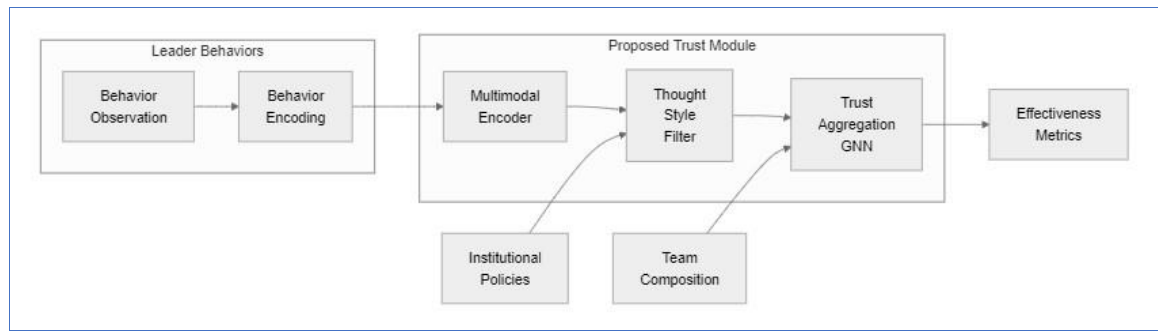 Leader Behaviors
Behavior
Observation
Behavior
Encoding
Proposed Trust Module
Multimodal
Encoder
Thought
Style
Filter
Trust
Aggregation
GNN
Effectiveness
Metrics
Institutional
Policies
Team
Composition